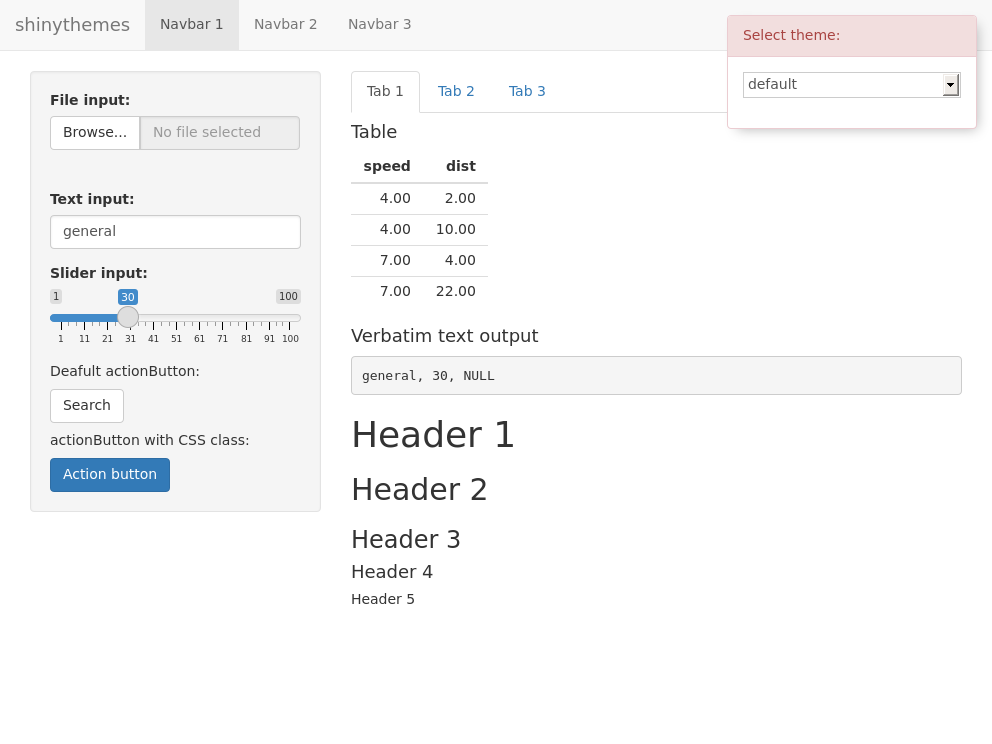 shinythemes Navbar 1 Navbar 2 Navbar 3
Select theme:
default
File input:
Browse... No file selected
Text input:
general
Slider input:
1 30 100
1 11 21 31 41 51 61 71 81 91 100
Deafult actionButton:
Search
actionButton with CSS class:
Action button
Tab 1 Tab 2 Tab 3
Table
speed dist
4.00 2.00
4.00 10.00
7.00 4.00
7.00 22.00
Verbatim text output
general, 30, NULL
Header 1
Header 2
Header 3
Header 4
Header 5